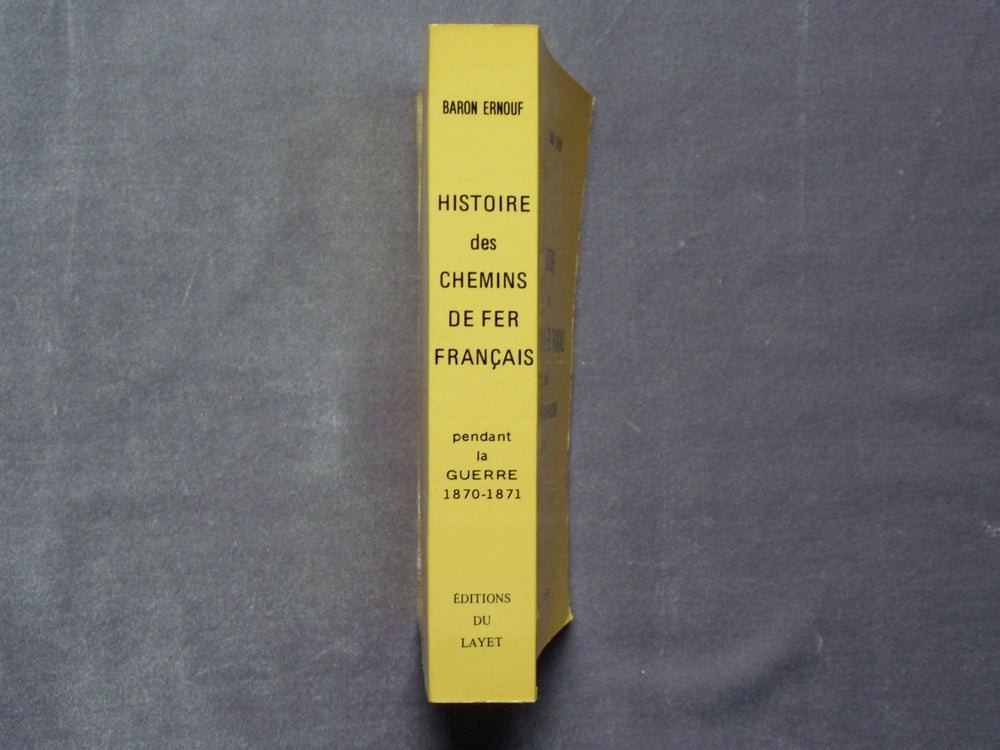 BARON ERNOUF
HISTOIRE
des
CHEMINS
DE FER
FRANÇAIS
pendant
la
GUERRE
1870-1871
ÉDITIONS
DU
LAYET